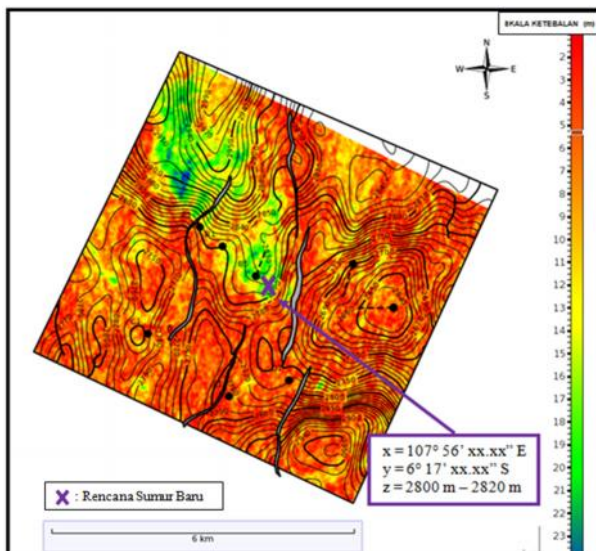 SKALA KETEBALAN (m)
N
W E
S
2
3
4
5
6
7
8
9
10
11
12
13
14
15
16
17
18
19
20
21
22
23
x = 107° 56' xx.xx" E
y = 6° 17' xx.xx" S
z = 2800 m – 2820 m
X : Rencana Sumur Baru
6 km